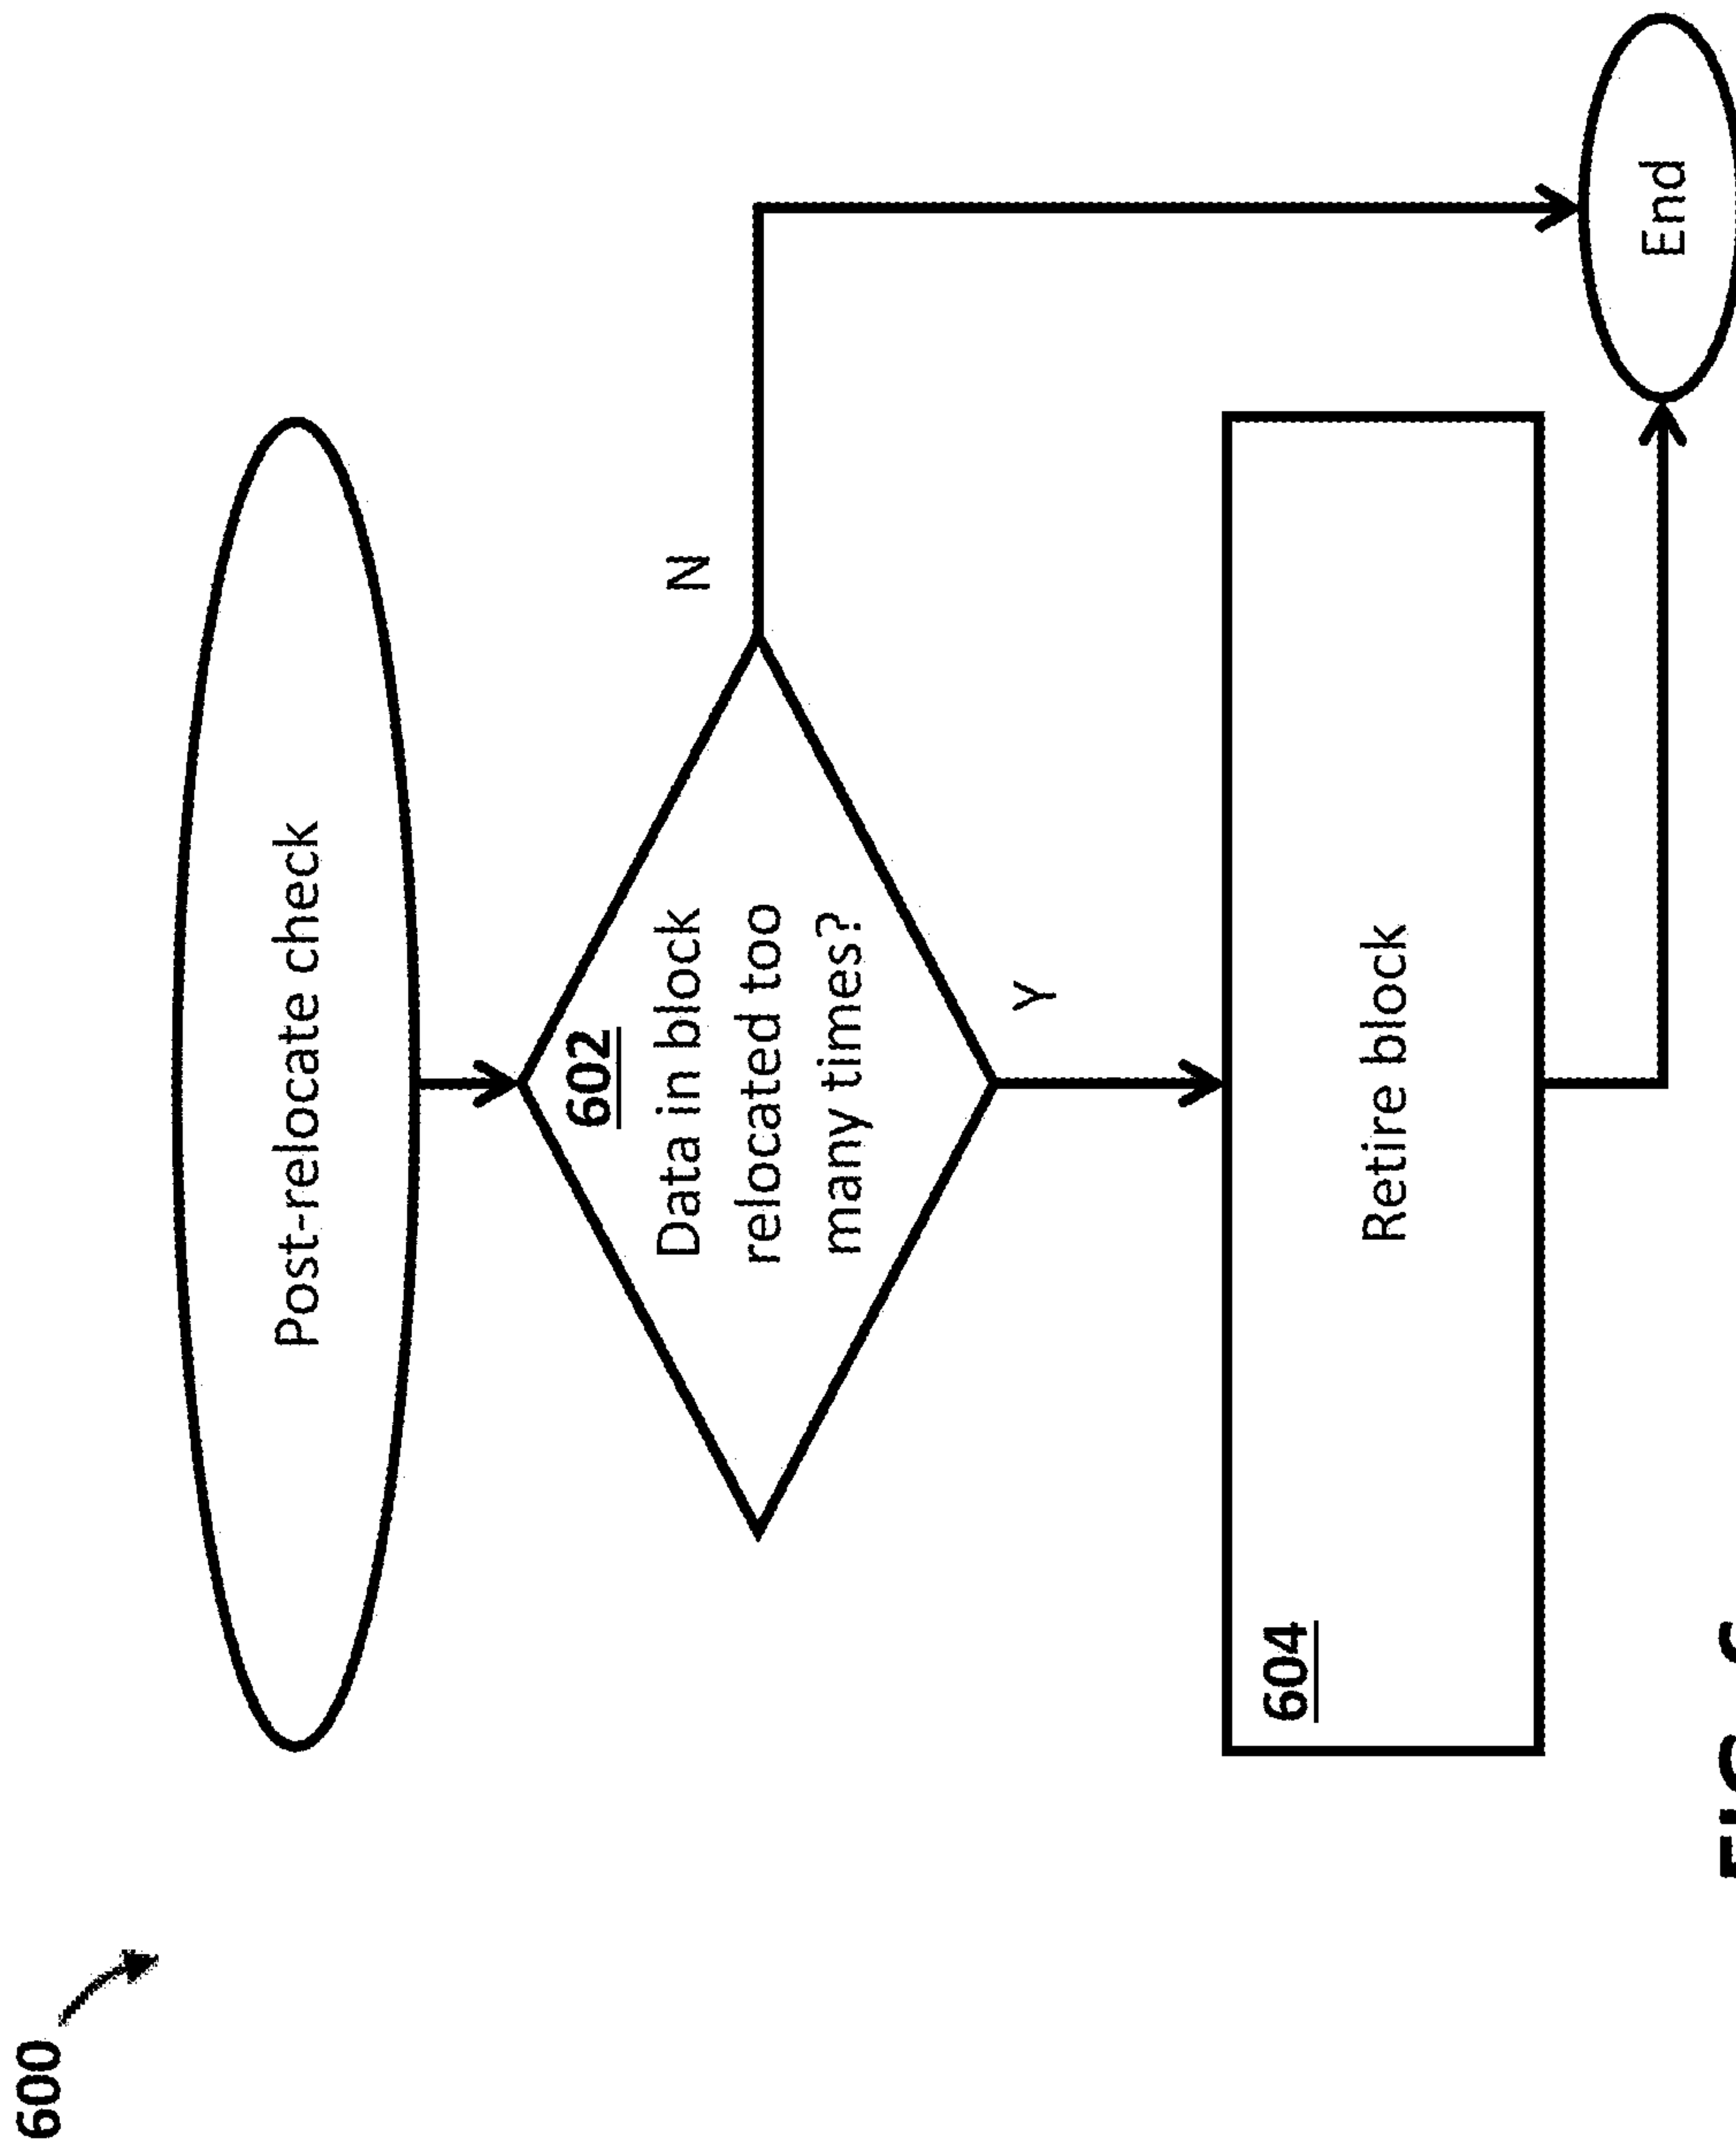 600
Post-relocate check
602
Data in block
relocated too
many times?
N
Y
604
Retire block
End